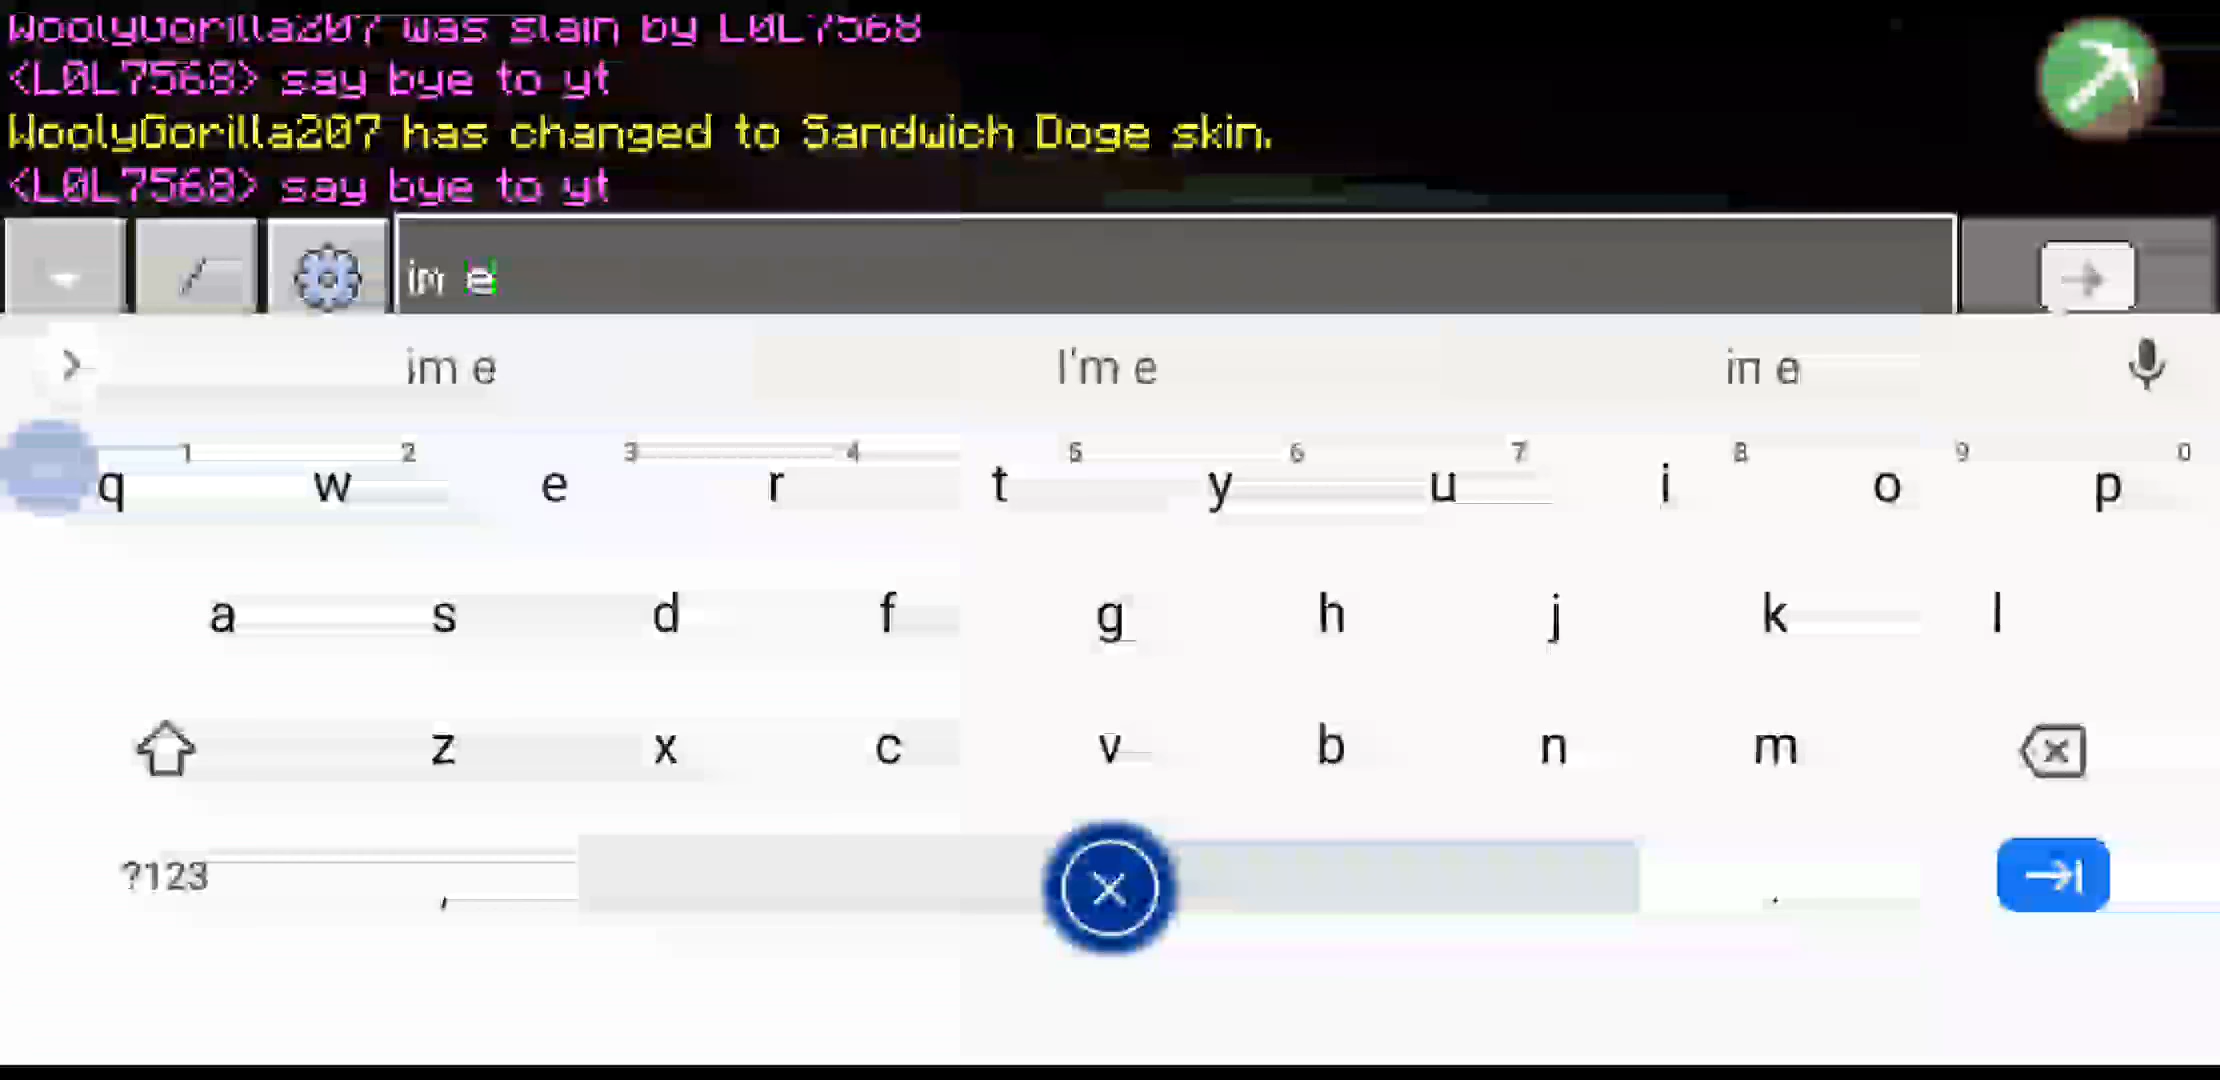 WoolyGorilla207 was slain by L0L7568
<L0L7568> say bye to yt
WoolyGorilla207 has changed to Sandwich Doge skin.
<L0L7568> say bye to yt
/
im e
im e I'm e in e
1 2 3 4 5 6 7 8 9 0
q w e r t y u i o p
a s d f g h j k l
z x c v b n m
?123 , .